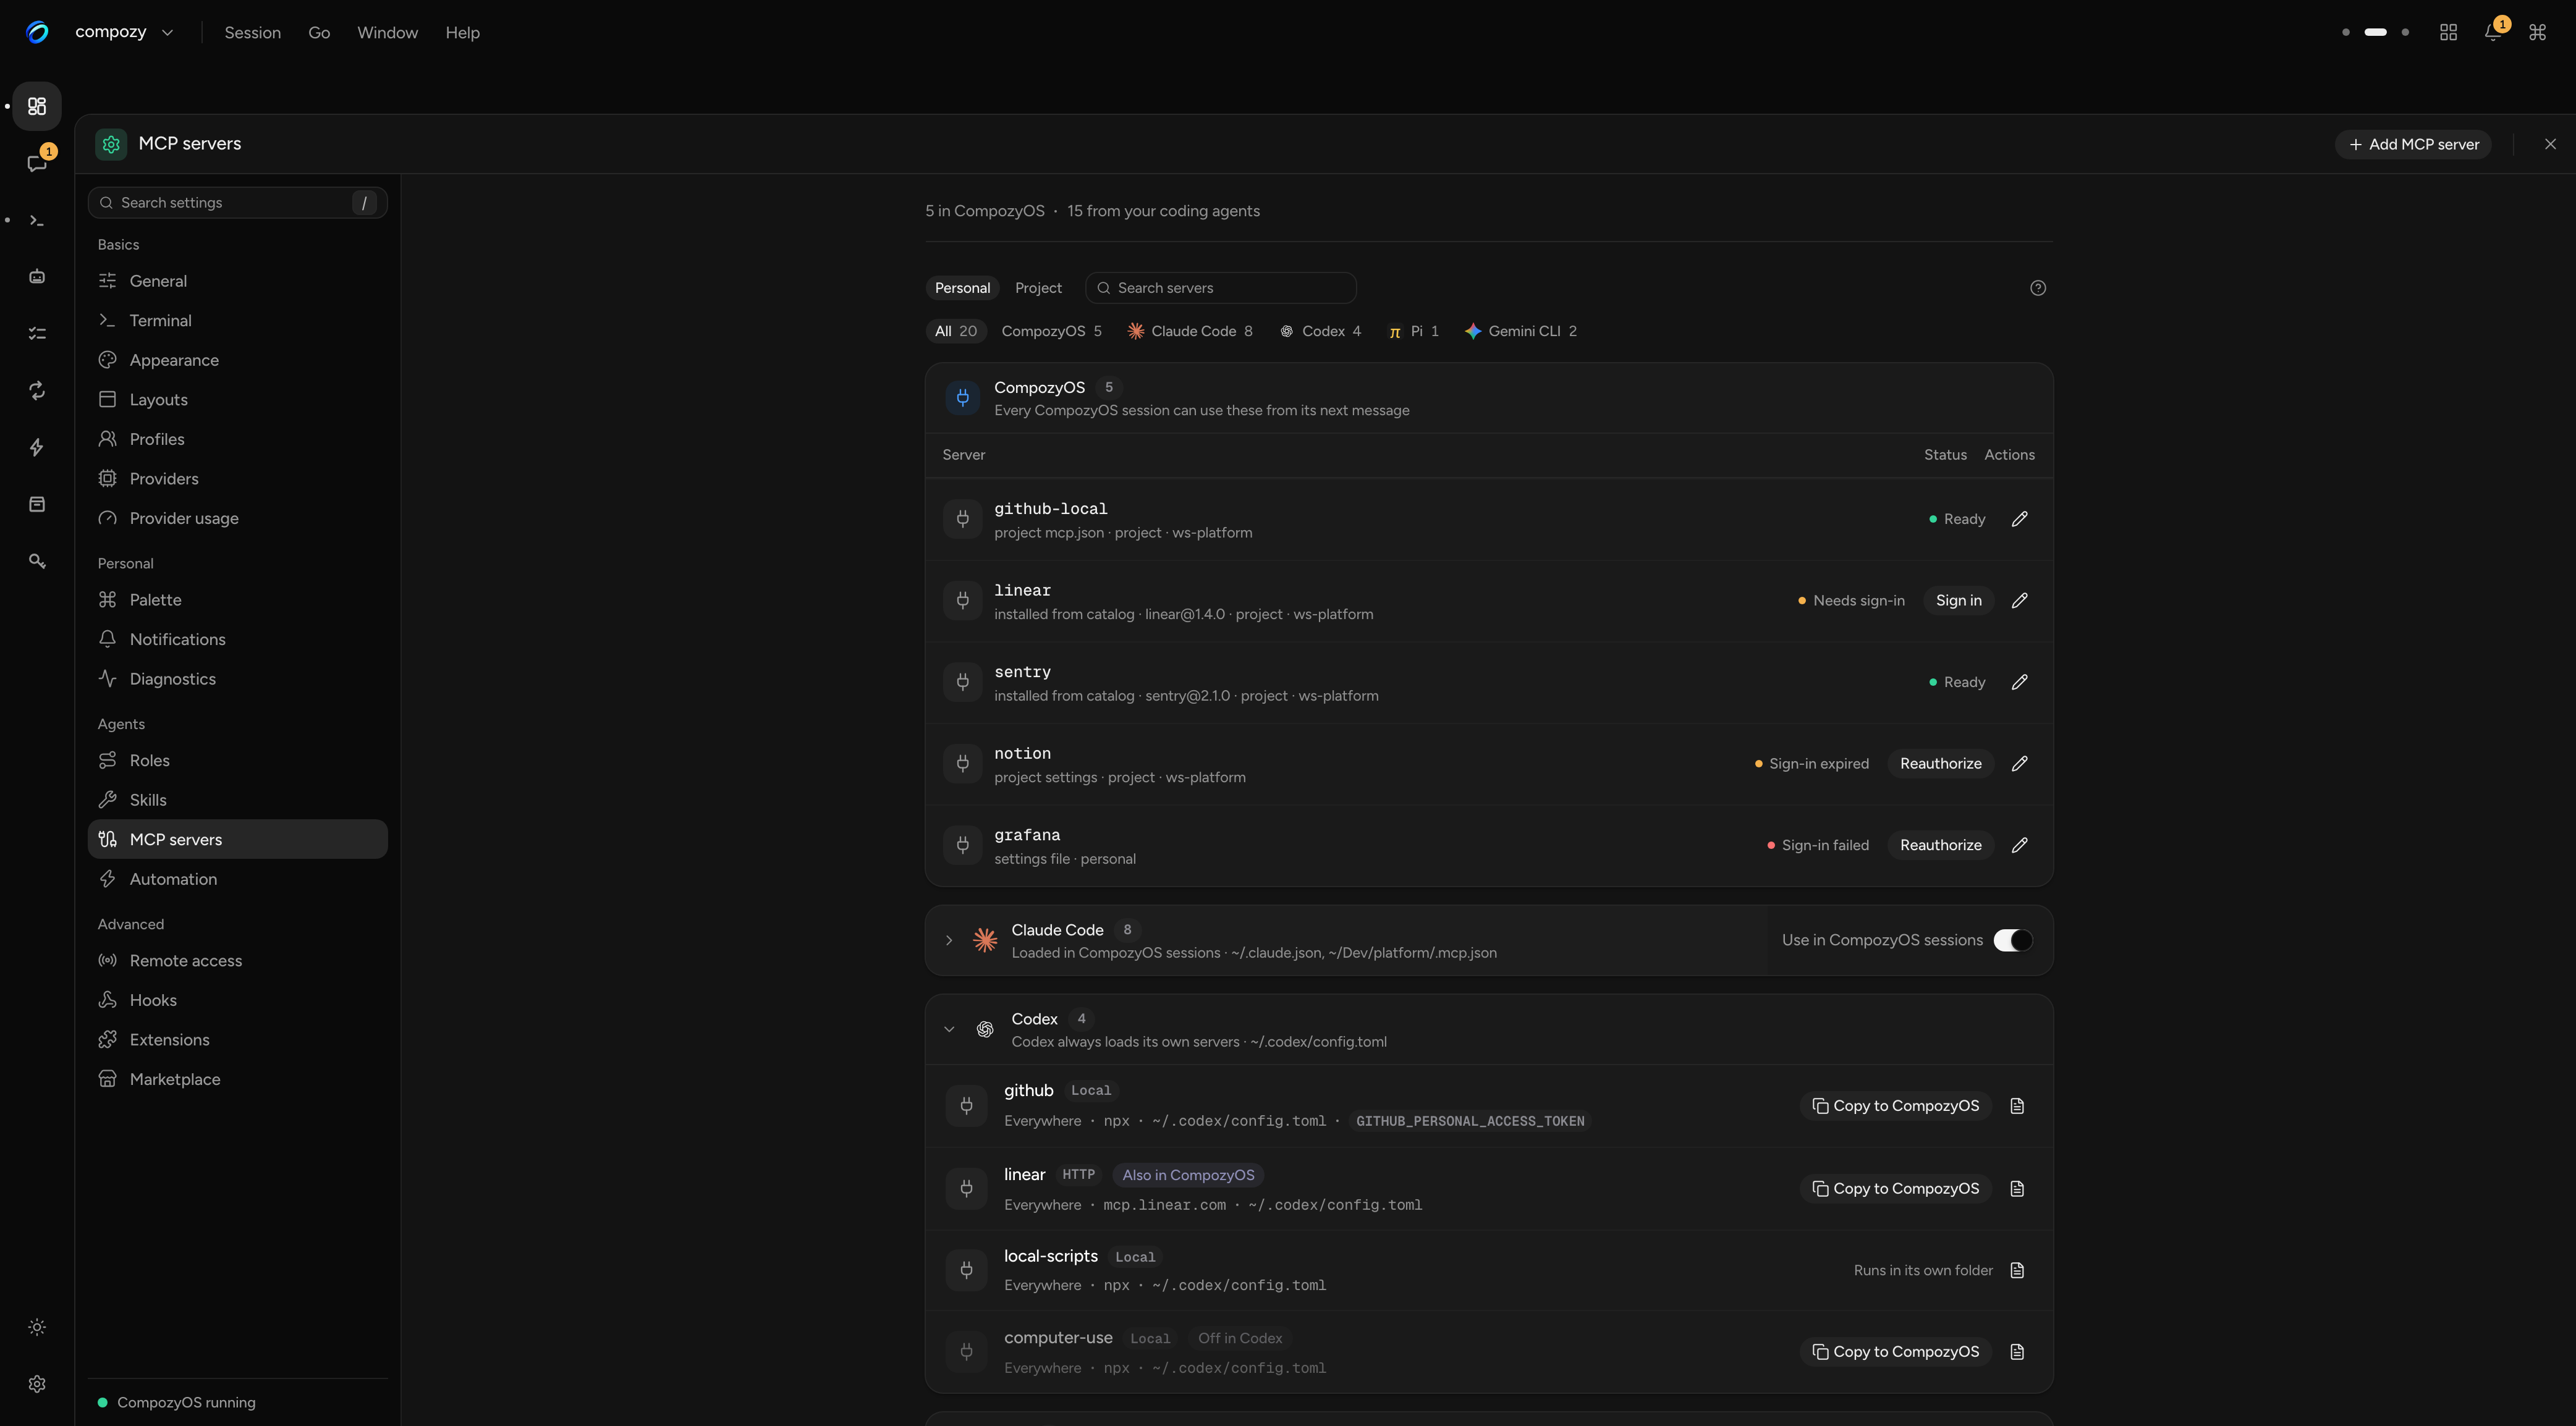 compozy Session Go Window Help 1
MCP servers + Add MCP server
1
Search settings /
Basics
General
Terminal
Appearance
Layouts
Profiles
Providers
Provider usage
Personal
Palette
Notifications
Diagnostics
Agents
Roles
Skills
MCP servers
Automation
Advanced
Remote access
Hooks
Extensions
Marketplace
CompozyOS running
5 in CompozyOS · 15 from your coding agents
Personal Project Search servers
All 20 CompozyOS 5 Claude Code 8 Codex 4 π Pi 1 Gemini CLI 2
CompozyOS 5
Every CompozyOS session can use these from its next message
Server Status Actions
github-local
project mcp.json · project · ws-platform
Ready
linear
installed from catalog · linear@1.4.0 · project · ws-platform
Needs sign-in Sign in
sentry
installed from catalog · sentry@2.1.0 · project · ws-platform
Ready
notion
project settings · project · ws-platform
Sign-in expired Reauthorize
grafana
settings file · personal
Sign-in failed Reauthorize
Claude Code 8
Loaded in CompozyOS sessions · ~/.claude.json, ~/Dev/platform/.mcp.json
Use in CompozyOS sessions
Codex 4
Codex always loads its own servers · ~/.codex/config.toml
github Local
Everywhere · npx · ~/.codex/config.toml · GITHUB_PERSONAL_ACCESS_TOKEN
Copy to CompozyOS
linear HTTP Also in CompozyOS
Everywhere · mcp.linear.com · ~/.codex/config.toml
Copy to CompozyOS
local-scripts Local
Everywhere · npx · ~/.codex/config.toml
Runs in its own folder
computer-use Local Off in Codex
Everywhere · npx · ~/.codex/config.toml
Copy to CompozyOS